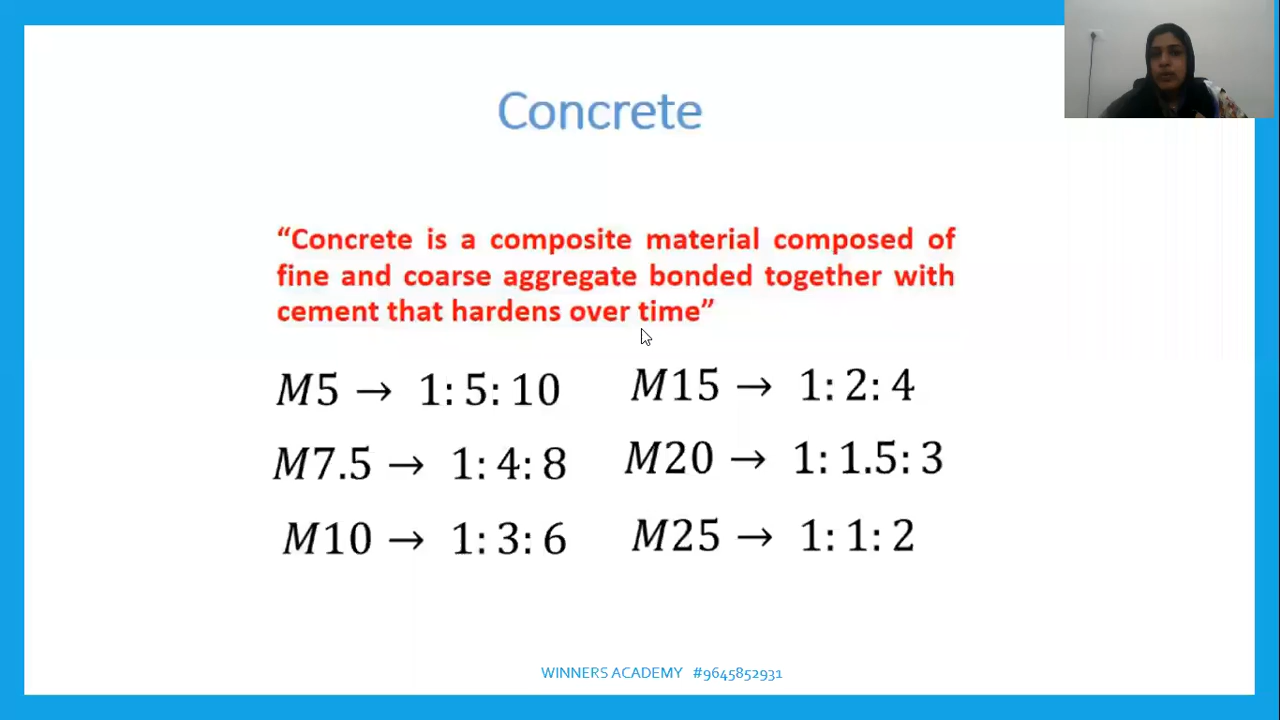 Concrete
“Concrete is a composite material composed of
fine and coarse aggregate bonded together with
cement that hardens over time”
M5 → 1: 5: 10
M15 → 1: 2: 4
M7.5 → 1: 4: 8
M20 → 1: 1.5: 3
M10 → 1: 3: 6
M25 → 1: 1: 2
WINNERS ACADEMY #9645852931